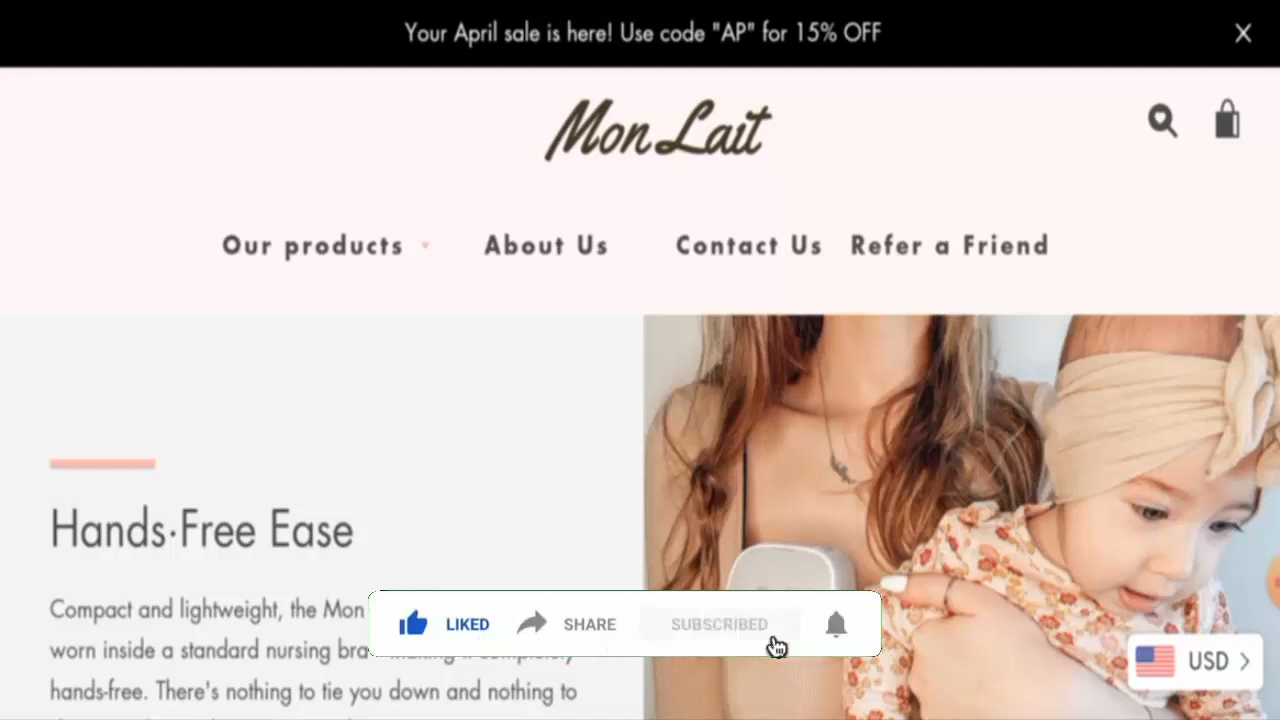 Your April sale is here! Use code "AP" for 15% OFF
Mon Lait
Our products
About Us
Contact Us
Refer a Friend
Hands-Free Ease
Compact and lightweight, the Mon
worn inside a standard nursing bra
hands-free. There's nothing to tie you down and nothing to
LIKED
SHARE
SUBSCRIBED
USD